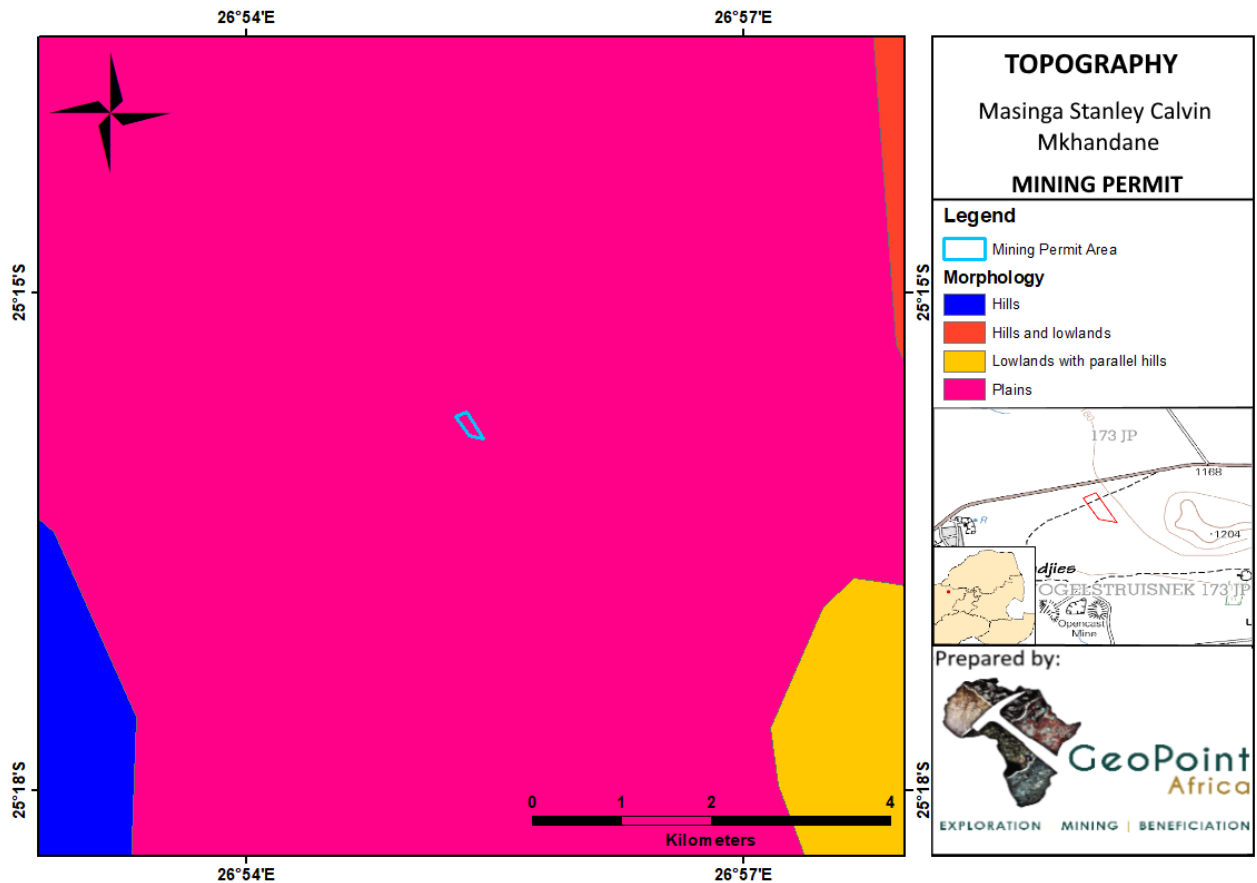 26°54'E
26°57'E
25°15'S
25°15'S
25°18'S
25°18'S
0 1 2 4
Kilometers
26°54'E
26°57'E
TOPOGRAPHY
Masinga Stanley Calvin
Mkhandane
MINING PERMIT
Legend
Mining Permit Area
Morphology
Hills
Hills and lowlands
Lowlands with parallel hills
Plains
173 JP
1168
R
1204
djies
OGELSTRUISNEK 173 JP
Opencast
Mine
L
Prepared by:
GeoPoint
Africa
EXPLORATION MINING | BENEFICIATION